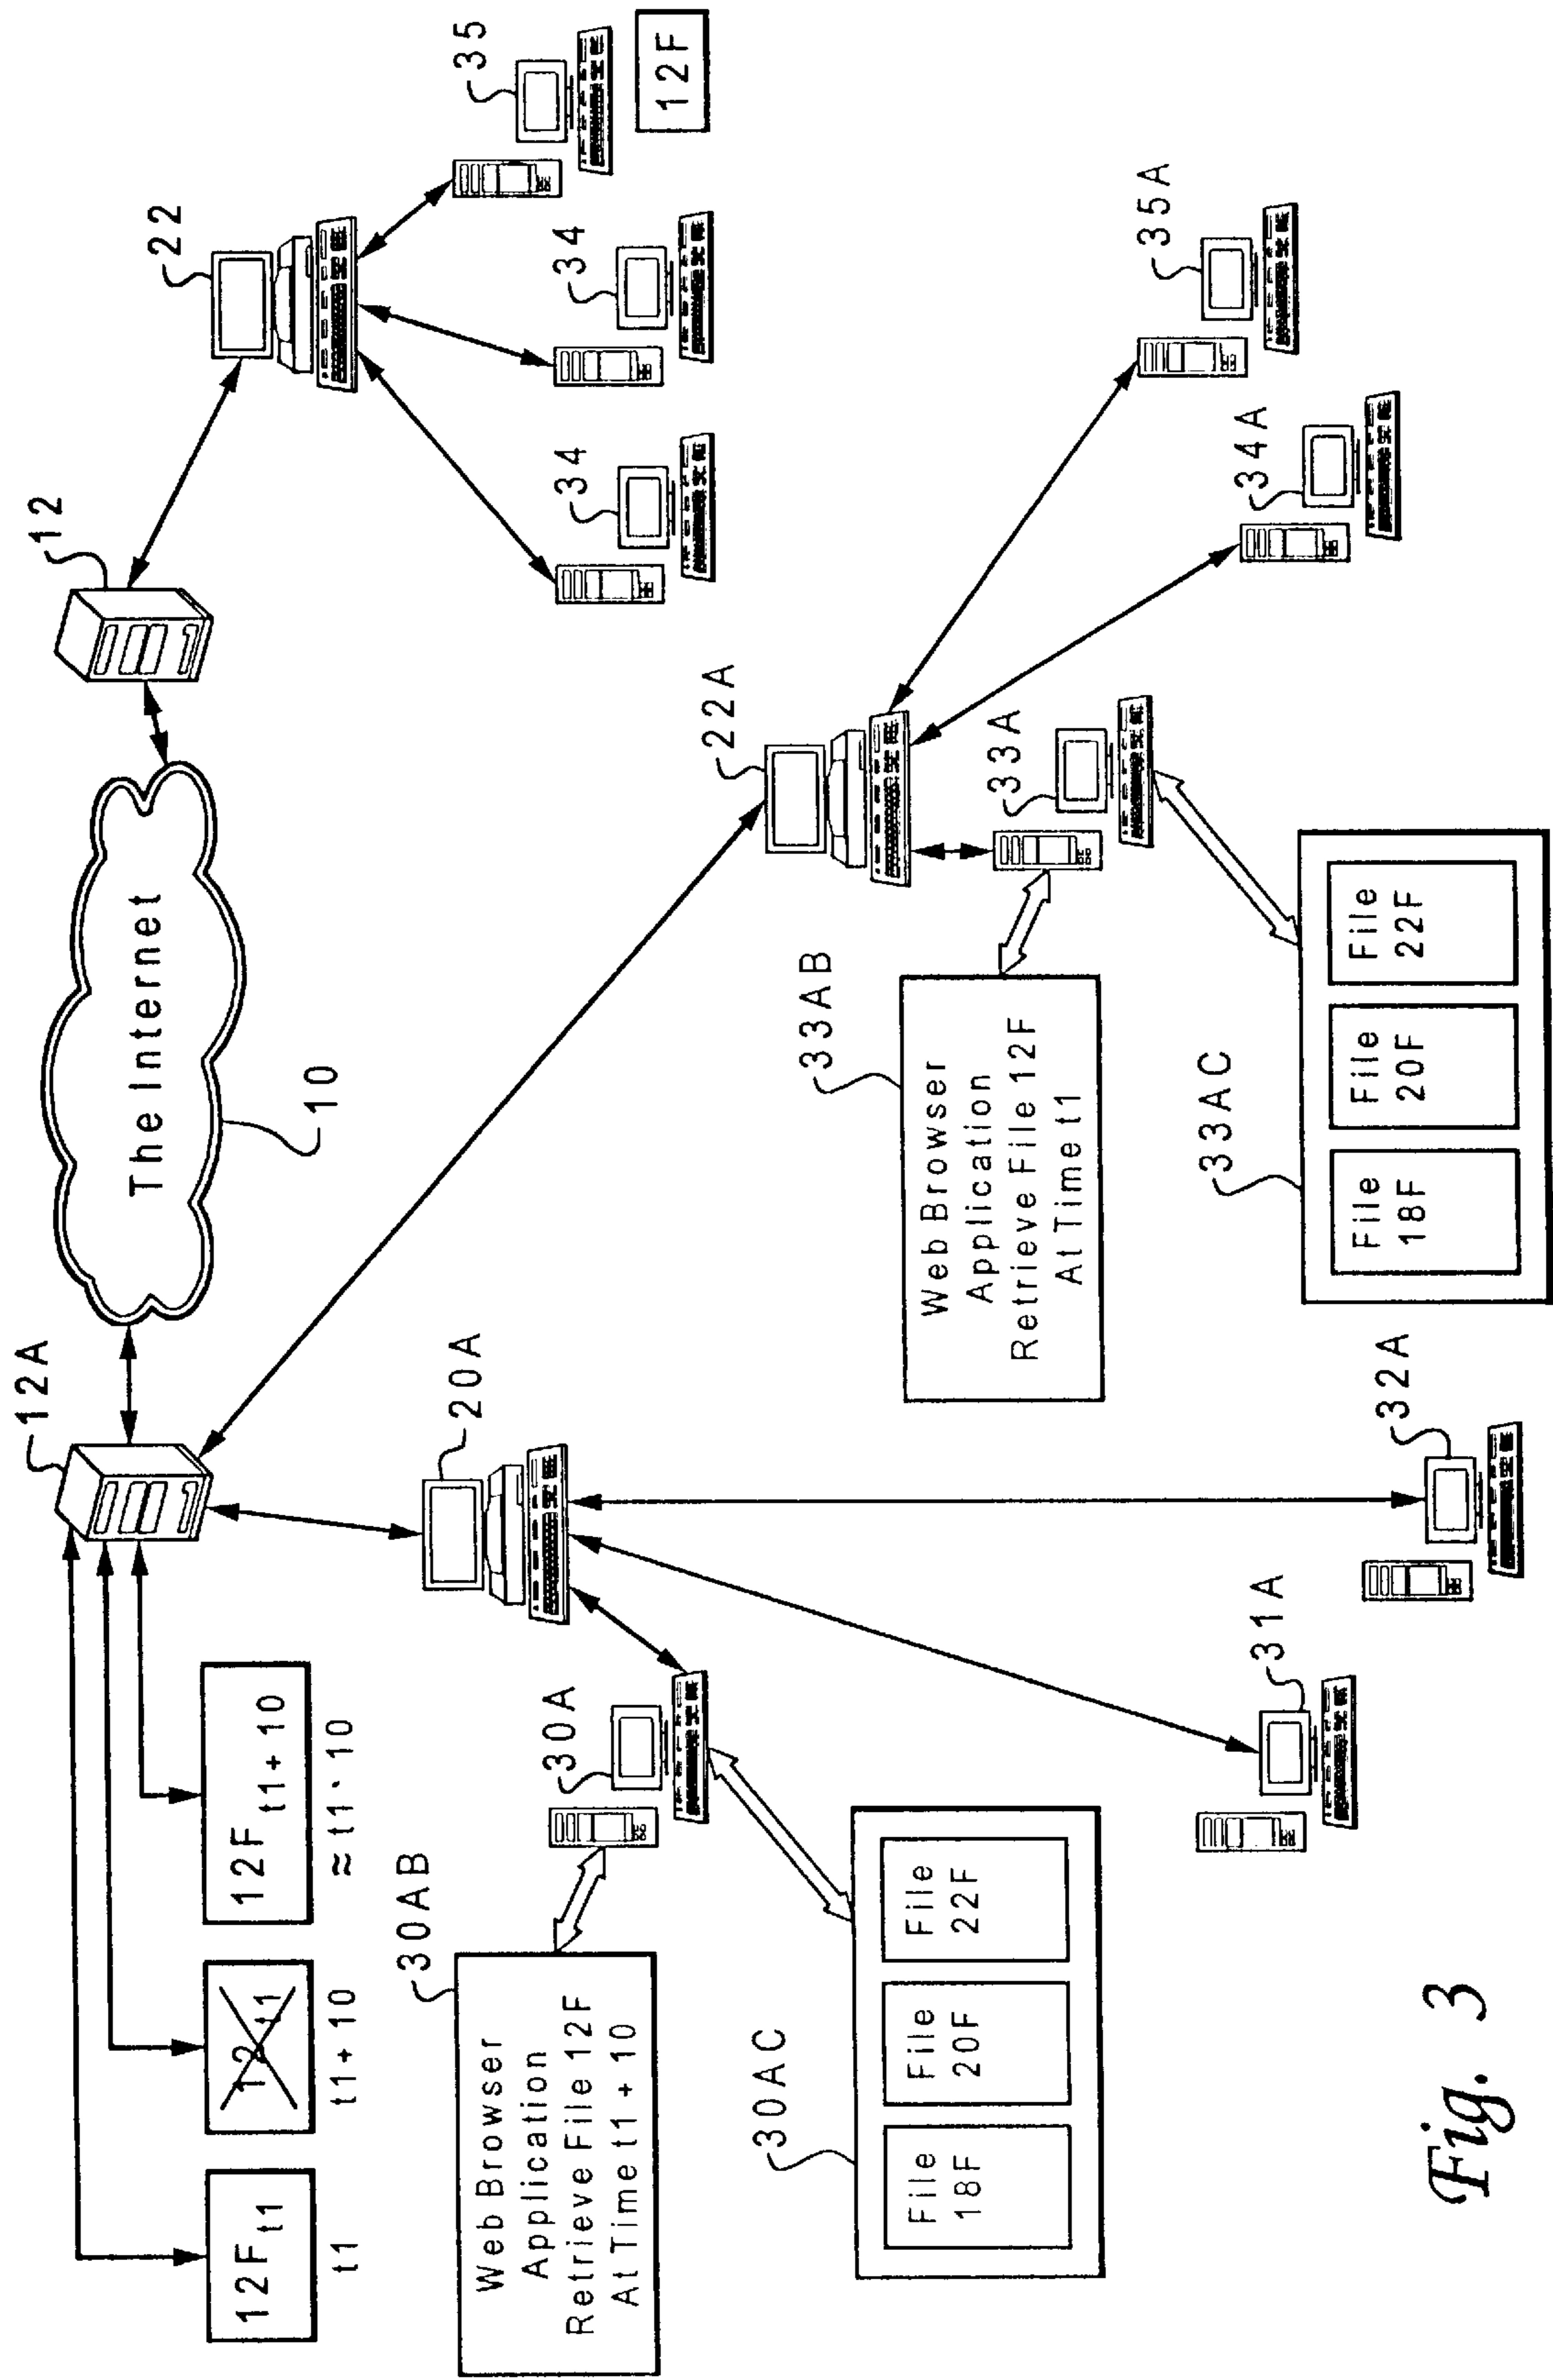 12A
The Internet
10
12
22
12F t1
t1
t1+10
12F t1+10
≈ t1
10
20A
35
12F
34
34
30AB
30A
Web Browser
Application
Retrieve File 12F
At Time t1 + 10
22A
33AB
33A
Web Browser
Application
Retrieve File 12F
At Time t1
35A
34A
30AC
File
18F
File
20F
File
22F
31A
32A
33AC
File
18F
File
20F
File
22F
Fig. 3